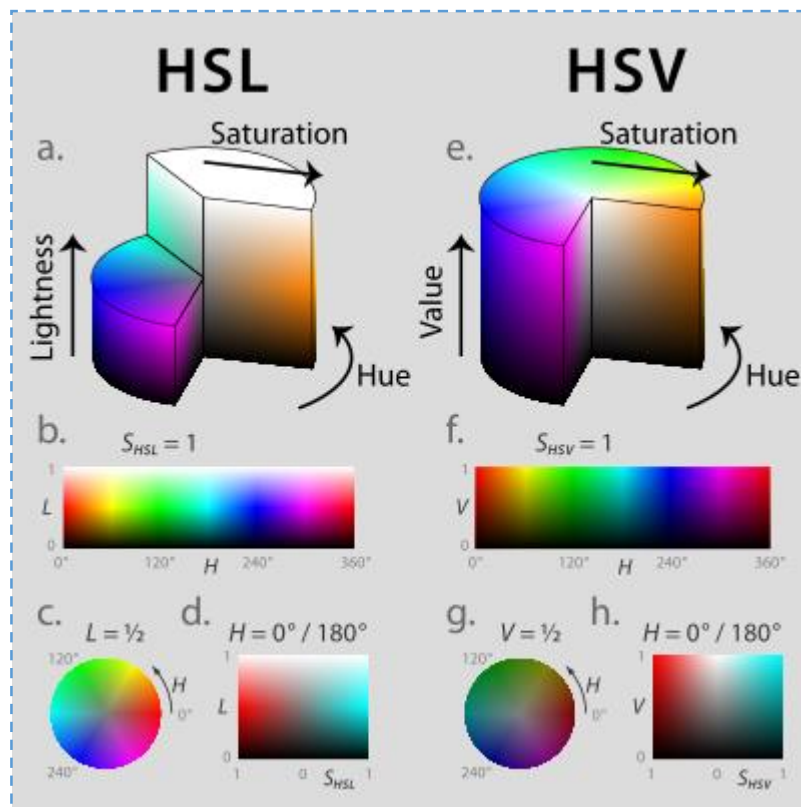 HSL
a.
Saturation
Lightness
Hue
b.
S_HSL = 1
1
L
0
0°
120°
H
240°
360°
c.
L = ½
120°
H
0°
240°
d.
H = 0° / 180°
1
L
0
1
0
S_HSL
1
HSV
e.
Saturation
Value
Hue
f.
S_HSV = 1
1
V
0
0°
120°
H
240°
360°
g.
V = ½
120°
H
0°
240°
h.
H = 0° / 180°
1
V
0
1
0
S_HSV
1